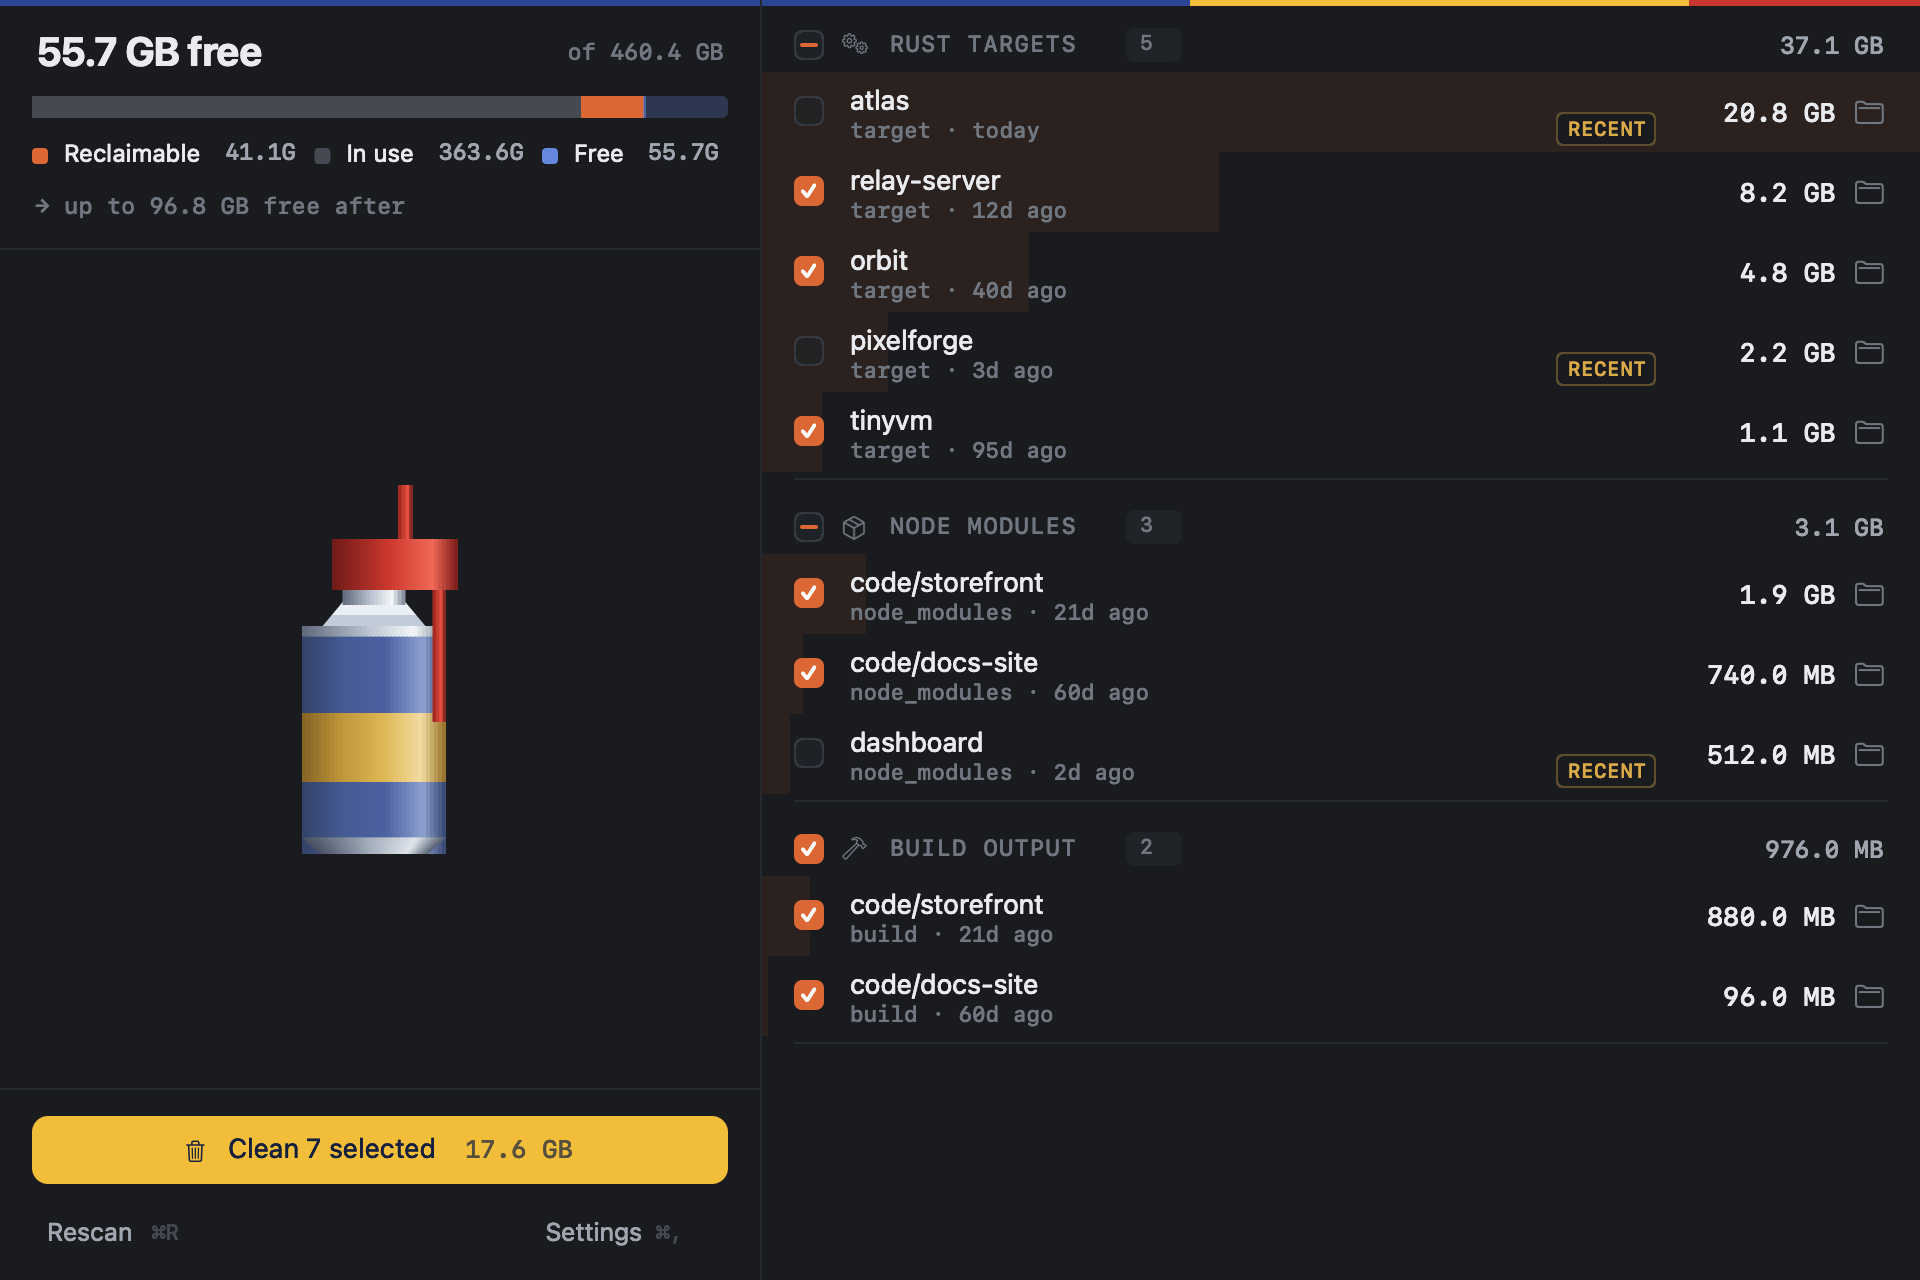 55.7 GB free
of 460.4 GB
Reclaimable 41.1G In use 363.6G Free 55.7G
→ up to 96.8 GB free after
Clean 7 selected 17.6 GB
Rescan ⌘R
Settings ⌘,
RUST TARGETS 5 37.1 GB
atlas
target · today
RECENT
20.8 GB
relay-server
target · 12d ago
8.2 GB
orbit
target · 40d ago
4.8 GB
pixelforge
target · 3d ago
RECENT
2.2 GB
tinyvm
target · 95d ago
1.1 GB
NODE MODULES 3 3.1 GB
code/storefront
node_modules · 21d ago
1.9 GB
code/docs-site
node_modules · 60d ago
740.0 MB
dashboard
node_modules · 2d ago
RECENT
512.0 MB
BUILD OUTPUT 2 976.0 MB
code/storefront
build · 21d ago
880.0 MB
code/docs-site
build · 60d ago
96.0 MB